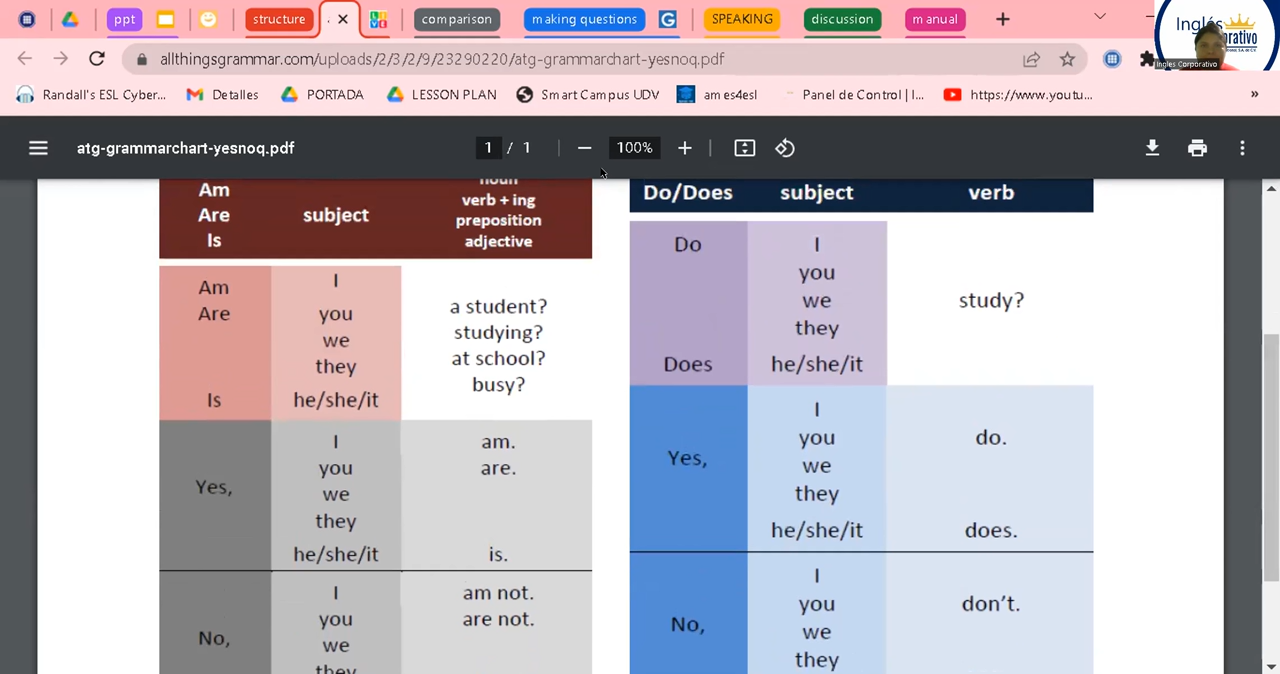 ppt
structure
comparison
making questions
SPEAKING
discussion
manual
Inglés
orativo
Ingles Corporativo
allthingsgrammar.com/uploads/2/3/2/9/23290220/atg-grammarchart-yesnoq.pdf
Randall's ESL Cyber...
Detalles
PORTADA
LESSON PLAN
Smart Campus UDV
ames4esl
Panel de Control | I...
https://www.youtu...
»
atg-grammarchart-yesnoq.pdf
1 / 1
100%
Am
Are
Is
subject
noun
verb + ing
preposition
adjective
Am
Are
Is
I
you
we
they
he/she/it
a student?
studying?
at school?
busy?
Yes,
I
you
we
they
he/she/it
am.
are.
is.
No,
I
you
we
they
am not.
are not.
Do/Does
subject
verb
Do
Does
I
you
we
they
he/she/it
study?
Yes,
I
you
we
they
he/she/it
do.
does.
No,
I
you
we
they
don't.